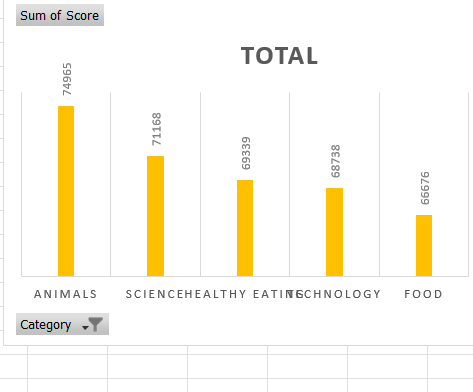 Sum of Score
TOTAL
74965
71168
69339
68738
66676
ANIMALS
SCIENCE
HEALTHY EATING
TECHNOLOGY
FOOD
Category